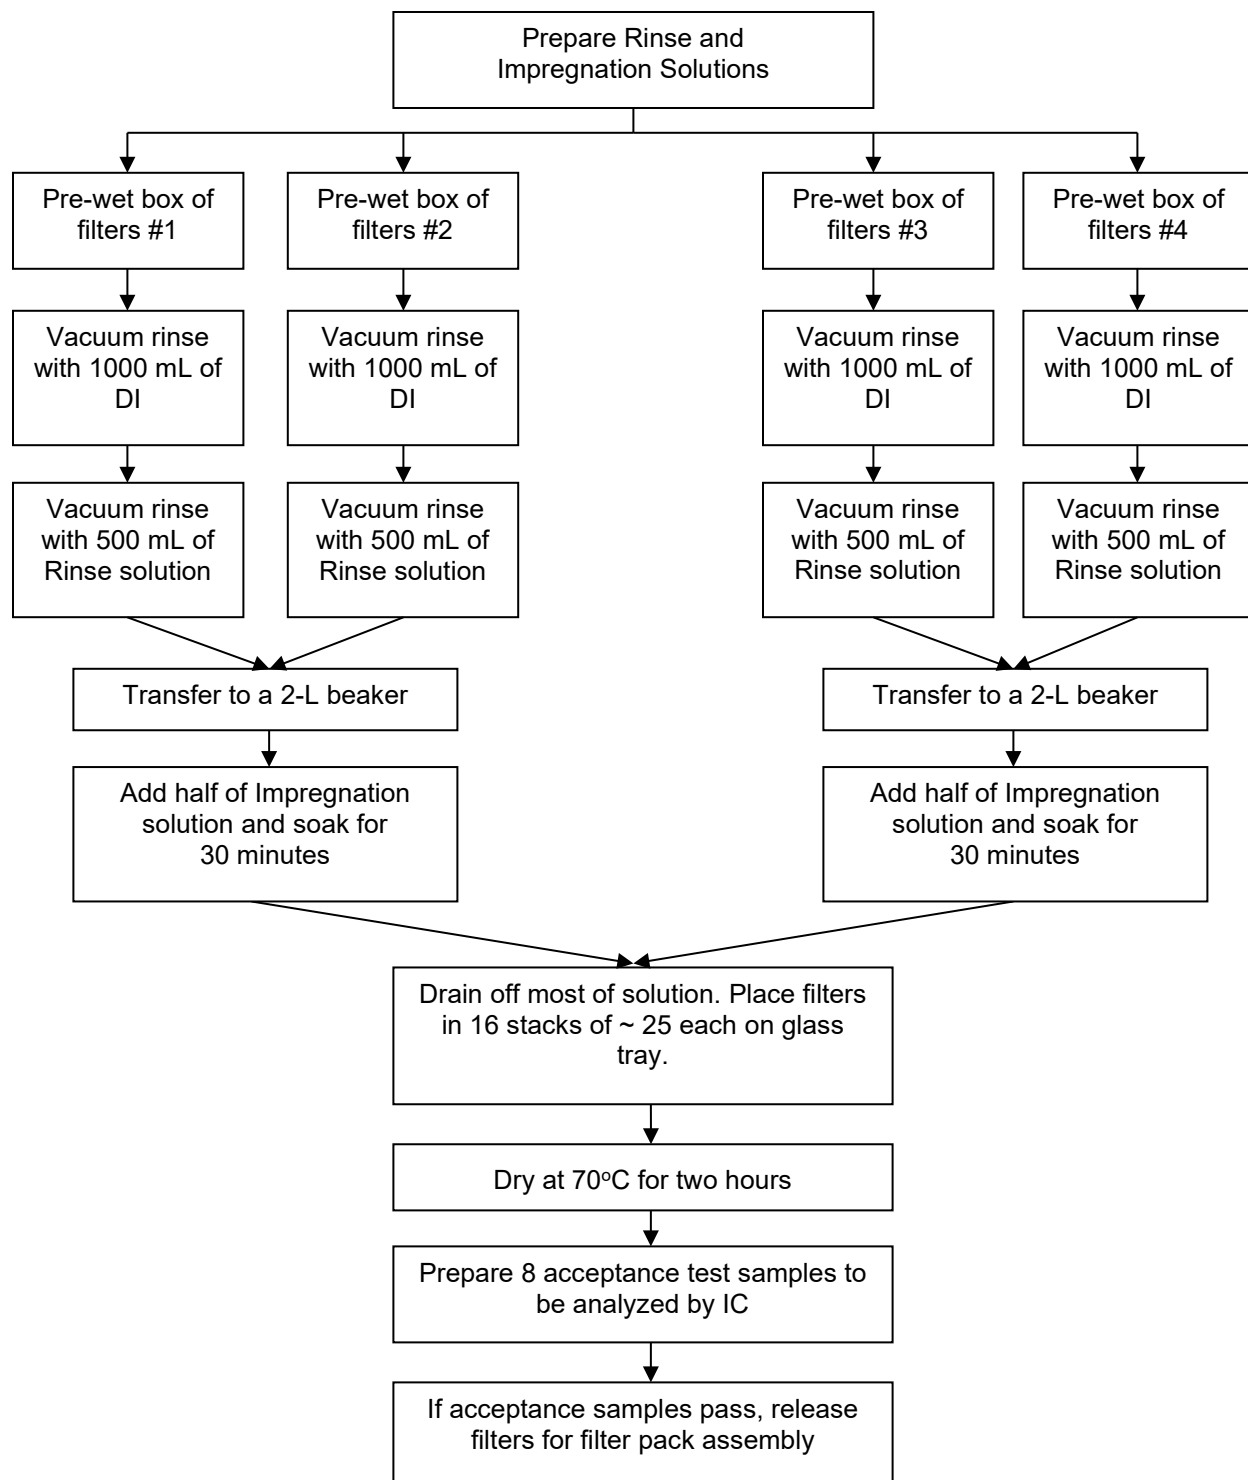 Prepare Rinse and
Impregnation Solutions
Pre-wet box of
filters #1
Pre-wet box of
filters #2
Pre-wet box of
filters #3
Pre-wet box of
filters #4
Vacuum rinse
with 1000 mL of
DI
Vacuum rinse
with 1000 mL of
DI
Vacuum rinse
with 1000 mL of
DI
Vacuum rinse
with 1000 mL of
DI
Vacuum rinse
with 500 mL of
Rinse solution
Vacuum rinse
with 500 mL of
Rinse solution
Vacuum rinse
with 500 mL of
Rinse solution
Vacuum rinse
with 500 mL of
Rinse solution
Transfer to a 2-L beaker
Transfer to a 2-L beaker
Add half of Impregnation
solution and soak for
30 minutes
Add half of Impregnation
solution and soak for
30 minutes
Drain off most of solution. Place filters
in 16 stacks of ~ 25 each on glass
tray.
Dry at 70ºC for two hours
Prepare 8 acceptance test samples to
be analyzed by IC
If acceptance samples pass, release
filters for filter pack assembly